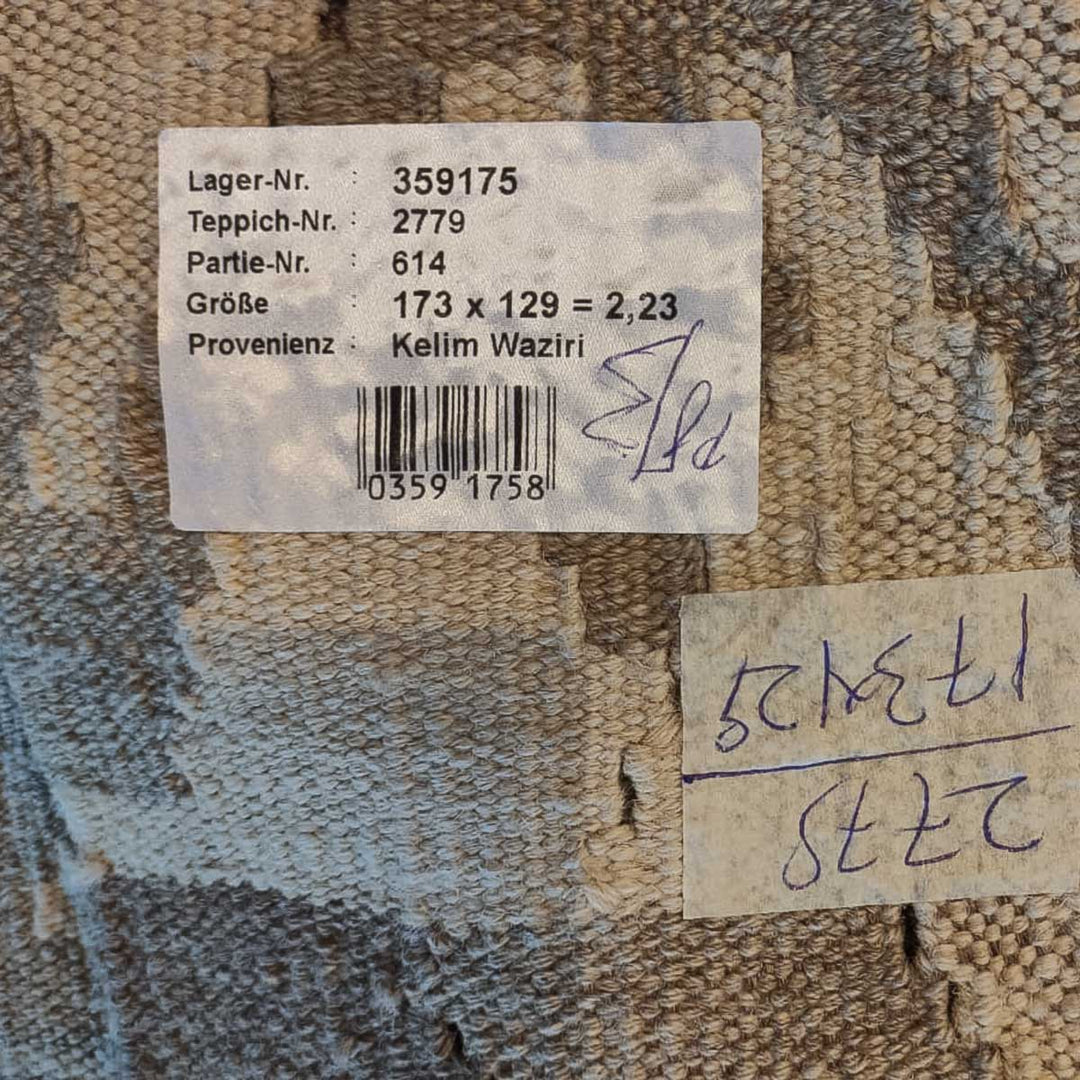 Lager-Nr. : 359175
Teppich-Nr. : 2779
Partie-Nr. : 614
Größe : 173 x 129 = 2,23
Provenienz : Kelim Waziri
0359 1758
2779
173x129